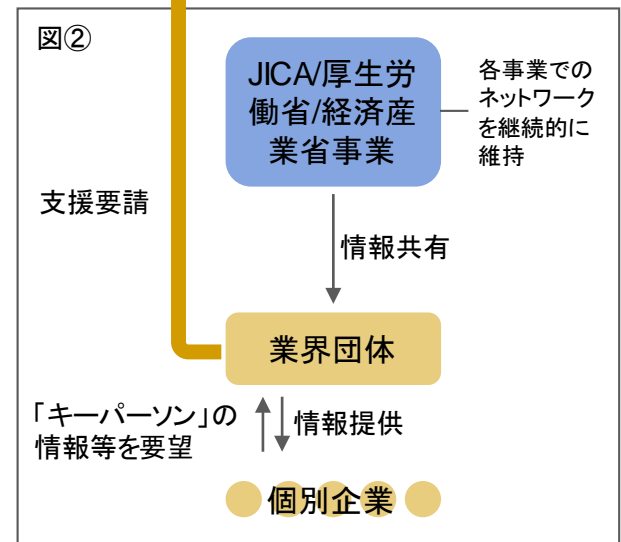 図②
JICA/厚生労
働省/経済産
業省事業
各事業での
ネットワーク
を継続的に
維持
支援要請
情報共有
業界団体
「キーパーソン」の
情報等を要望
情報提供
個別企業